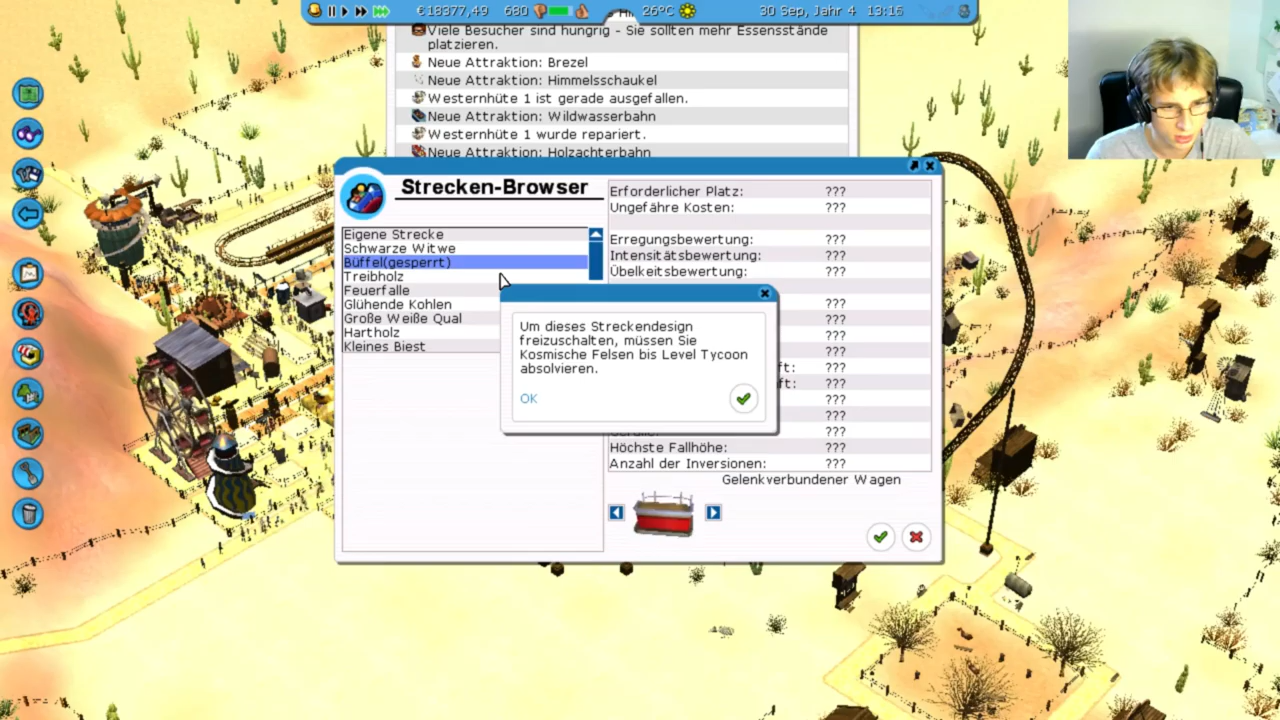 €18377,49 680 26°C 30 Sep, Jahr 4 13:15
Viele Besucher sind hungrig - Sie sollten mehr Essensstände
platzieren.
Neue Attraktion: Brezel
Neue Attraktion: Himmelsschaukel
Westernhüte 1 ist gerade ausgefallen.
Neue Attraktion: Wildwasserbahn
Westernhüte 1 wurde repariert.
Neue Attraktion: Holzachterbahn
Strecken-Browser
Eigene Strecke
Schwarze Witwe
Büffel(gesperrt)
Treibholz
Feuerfalle
Glühende Kohlen
Große Weiße Qual
Hartholz
Kleines Biest
Erforderlicher Platz: ???
Ungefähre Kosten: ???
Erregungsbewertung: ???
Intensitätsbewertung: ???
Übelkeitsbewertung: ???
???
???
???
???
ft: ???
ft: ???
???
???
???
Höchste Fallhöhe: ???
Anzahl der Inversionen: ???
Gelenkverbundener Wagen
Um dieses Streckendesign
freizuschalten, müssen Sie
Kosmische Felsen bis Level Tycoon
absolvieren.
OK